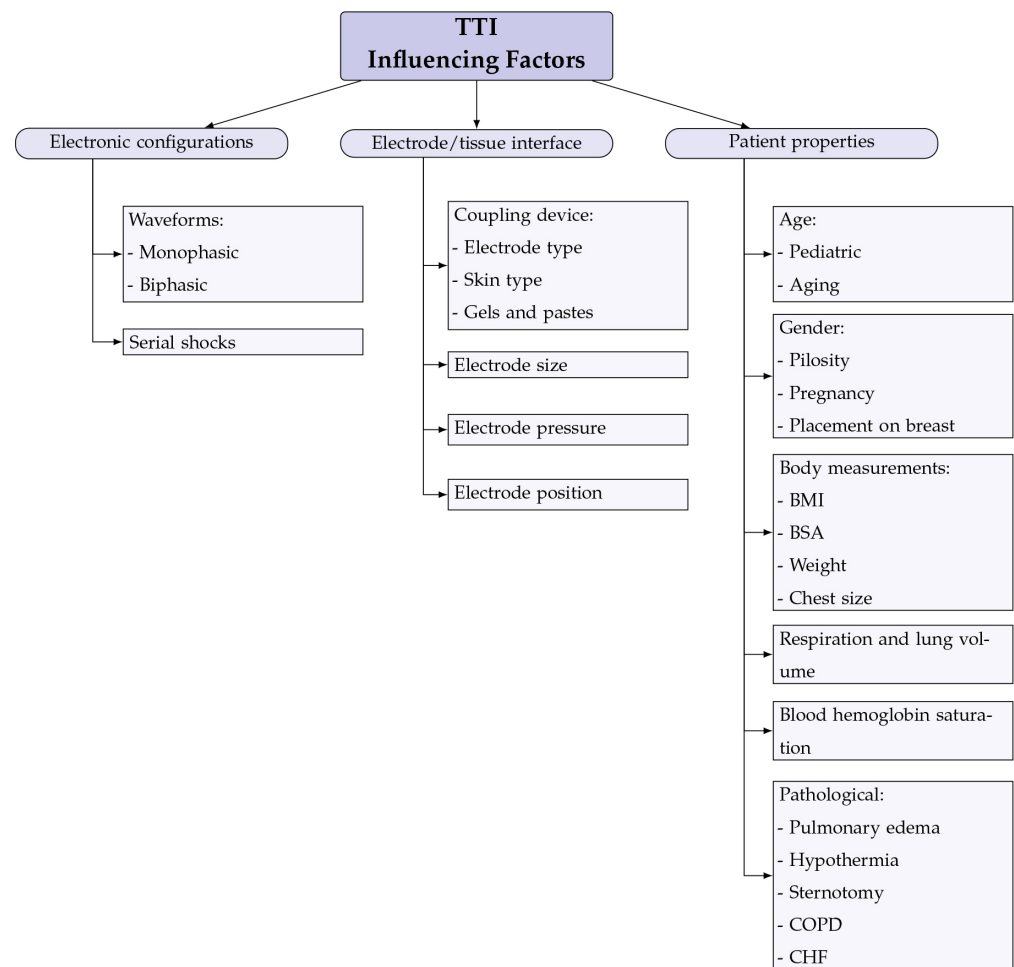 TTI
Influencing Factors
Electronic configurations
Waveforms:
- Monophasic
- Biphasic
Serial shocks
Electrode/tissue interface
Coupling device:
- Electrode type
- Skin type
- Gels and pastes
Electrode size
Electrode pressure
Electrode position
Patient properties
Age:
- Pediatric
- Aging
Gender:
- Pilosity
- Pregnancy
- Placement on breast
Body measurements:
- BMI
- BSA
- Weight
- Chest size
Respiration and lung vol-
ume
Blood hemoglobin satura-
tion
Pathological:
- Pulmonary edema
- Hypothermia
- Sternotomy
- COPD
- CHF